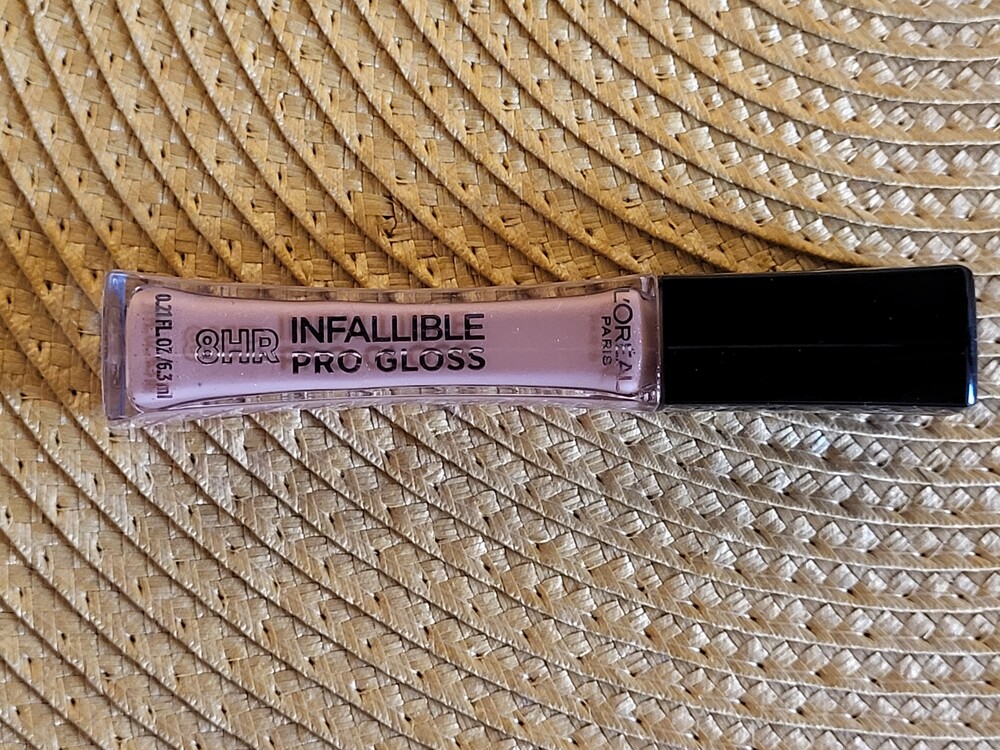 0.21 FL.OZ./6.3 ml
8HR
INFALLIBLE
PRO GLOSS
L'ORÉAL
PARIS